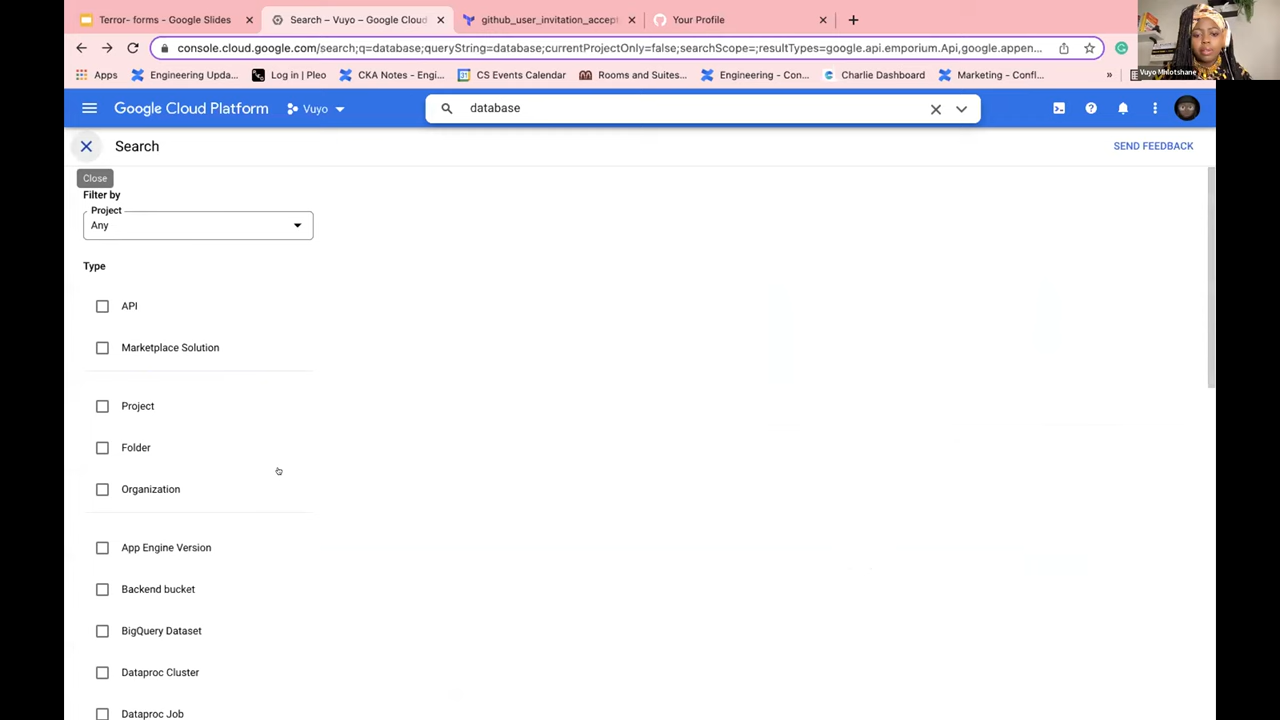 Terror- forms - Google Slides
Search – Vuyo – Google Cloud
github_user_invitation_accept
Your Profile
console.cloud.google.com/search;q=database;queryString=database;currentProjectOnly=false;searchScope=;resultTypes=google.api.emporium.Api,google.appen...
Apps
Engineering Upda...
Log in | Pleo
CKA Notes - Engi...
CS Events Calendar
Rooms and Suites...
Engineering - Con...
Charlie Dashboard
Marketing - Confl...
»
Vuyo Mhlotshane
Google Cloud Platform
Vuyo
database
Search
SEND FEEDBACK
Close
Filter by
Project
Any
Type
API
Marketplace Solution
Project
Folder
Organization
App Engine Version
Backend bucket
BigQuery Dataset
Dataproc Cluster
Dataproc Job